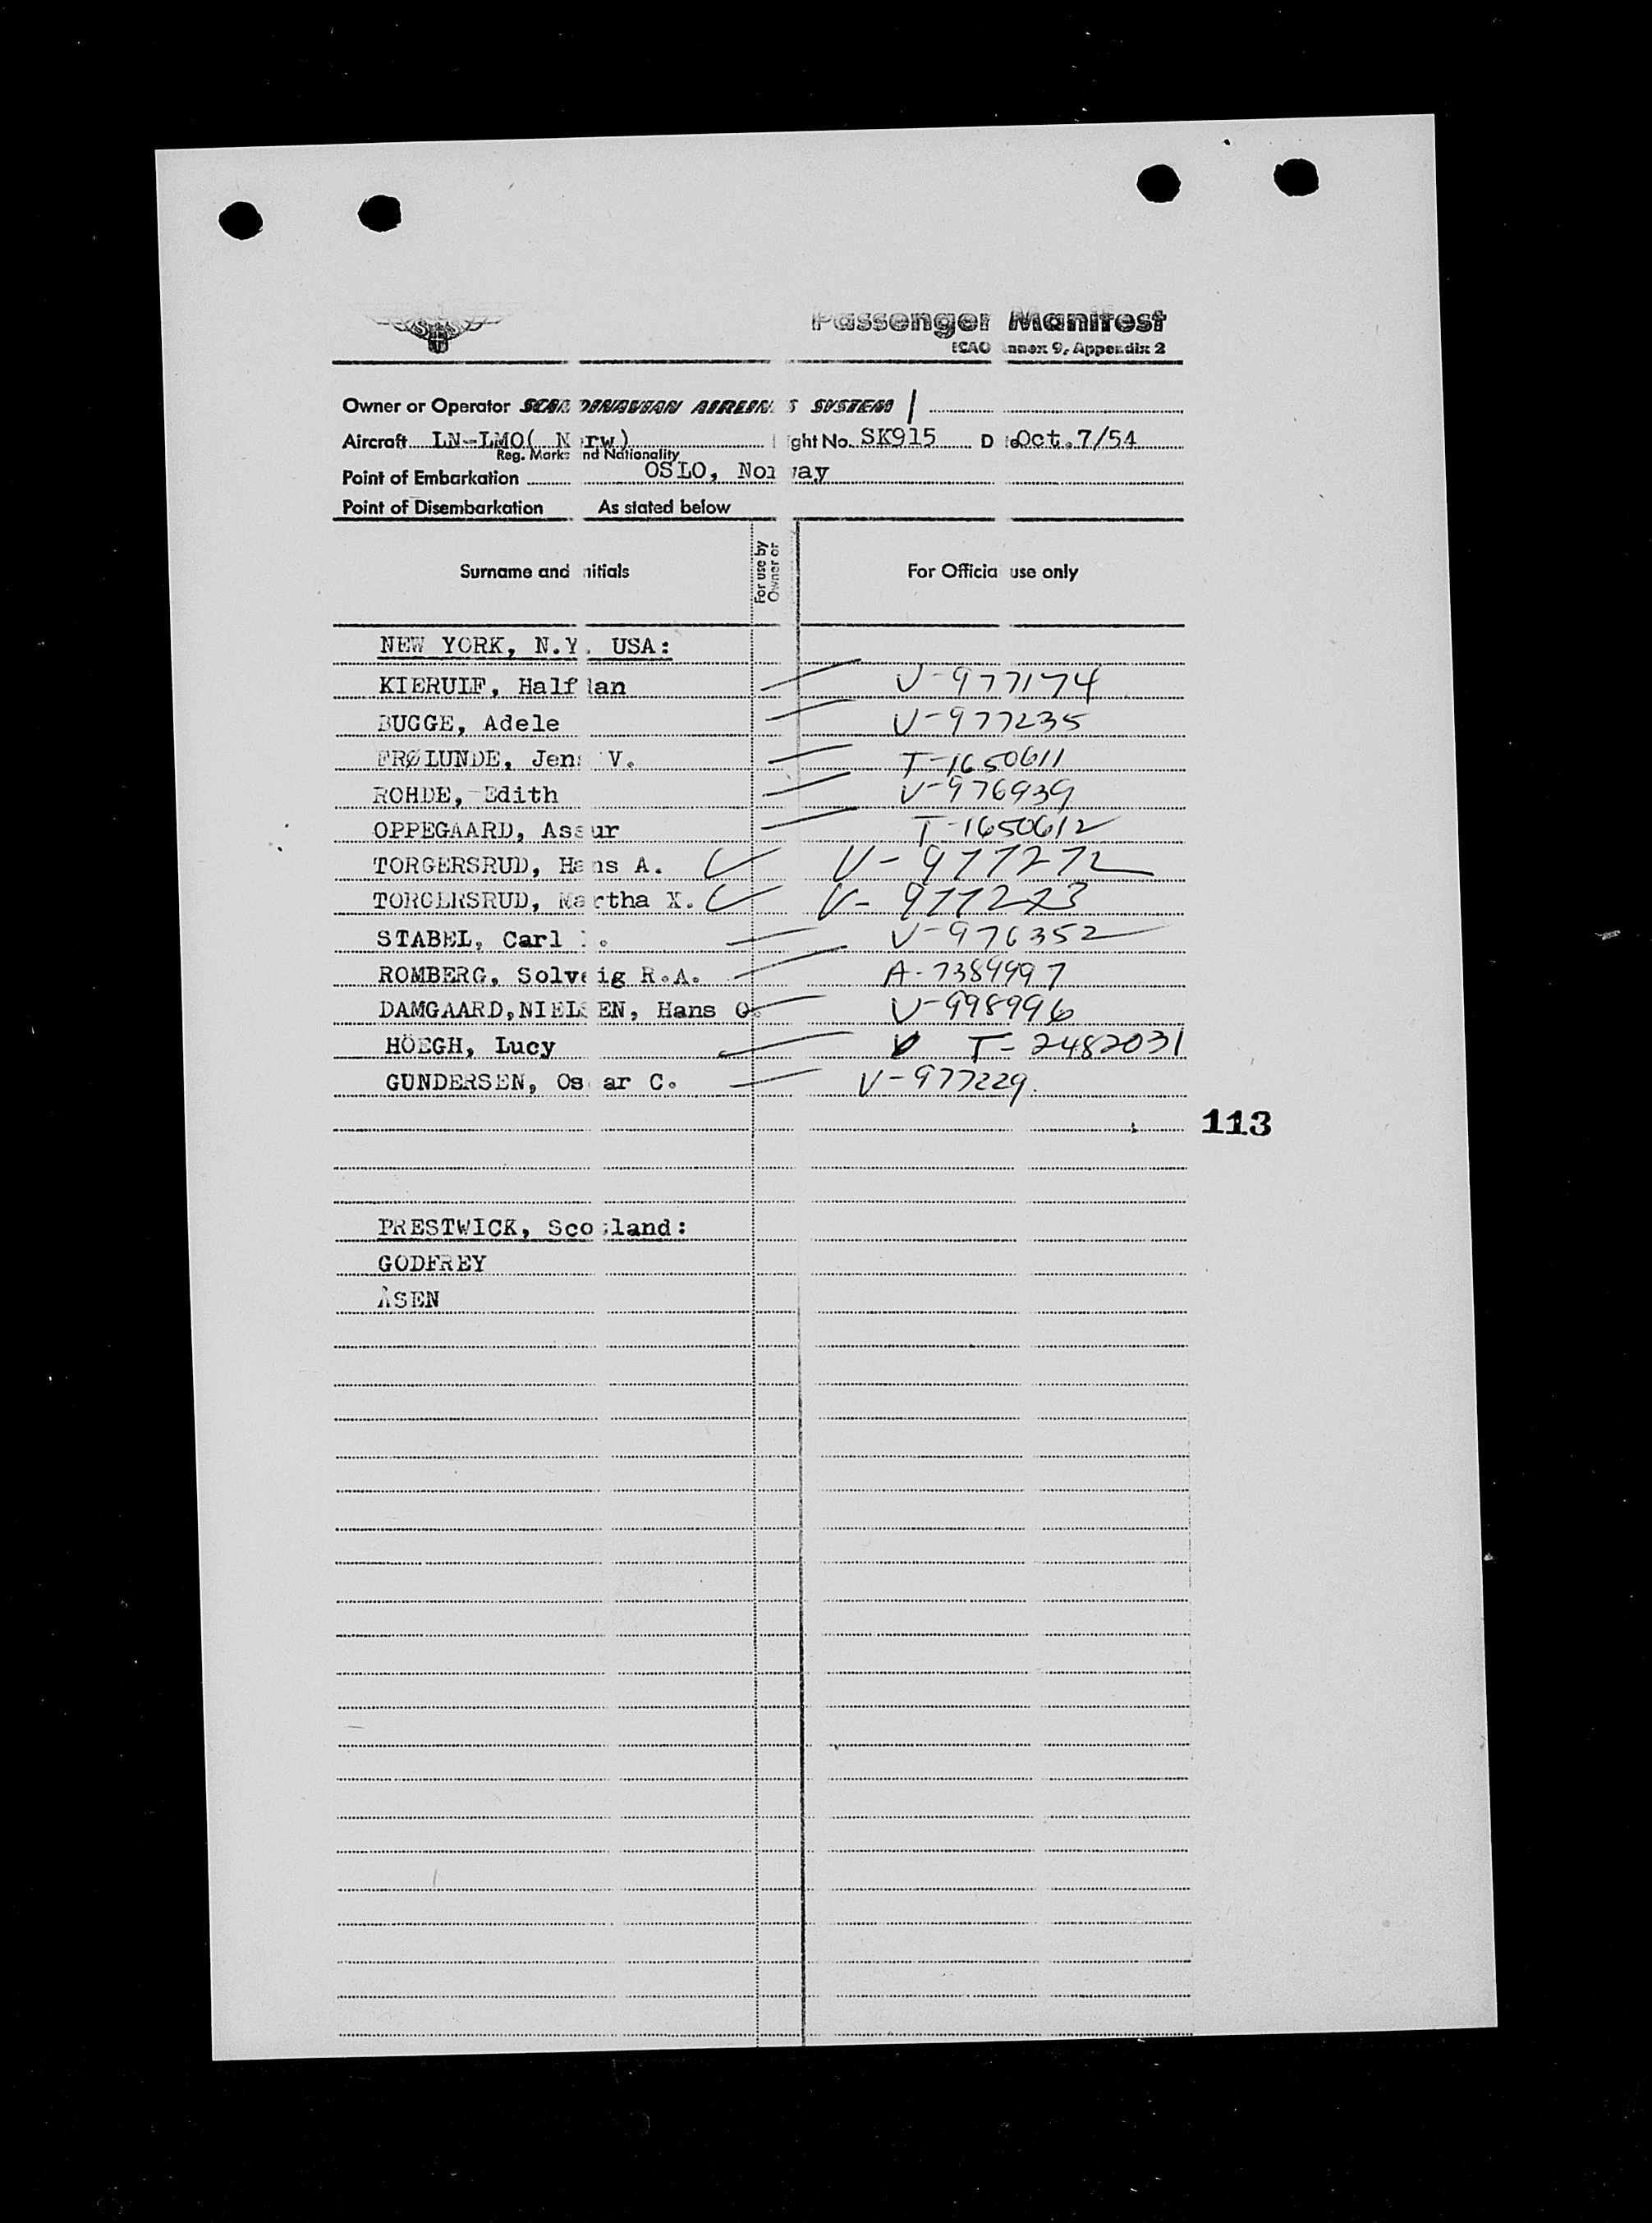 SAS
Passenger Manifest
ICAO Annex 9, Appendix 2
Owner or Operator SCANDINAVIAN AIRLINES SYSTEM /
Aircraft LN-LMO( Norw) Flight No. SK915 Date Oct.7/54
Reg. Marks and Nationality
Point of Embarkation OSLO, Norway
Point of Disembarkation As stated below
Surname and initials For use by Owner or For Official use only
NEW YORK, N.Y. USA:
KIERULF, Halfdan V-977174
BUGGE, Adele V-977235
FRØLUNDE, Jens V. T-1650611
ROHDE, Edith V-976939
OPPEGAARD, Assur T-1650612
TORGERSRUD, Hans A. V-977272
TORGERSRUD, Martha X. V-977273
STABEL, Carl V-976352
ROMBERG, Solveig R.A. A-7389997
DAMGAARD,NIELSEN, Hans O. V-998996
HÖEGH, Lucy V T-2482031
GUNDERSEN, Oscar C. V-977229.
113
PRESTWICK, Scotland:
GODFREY
ÅSEN